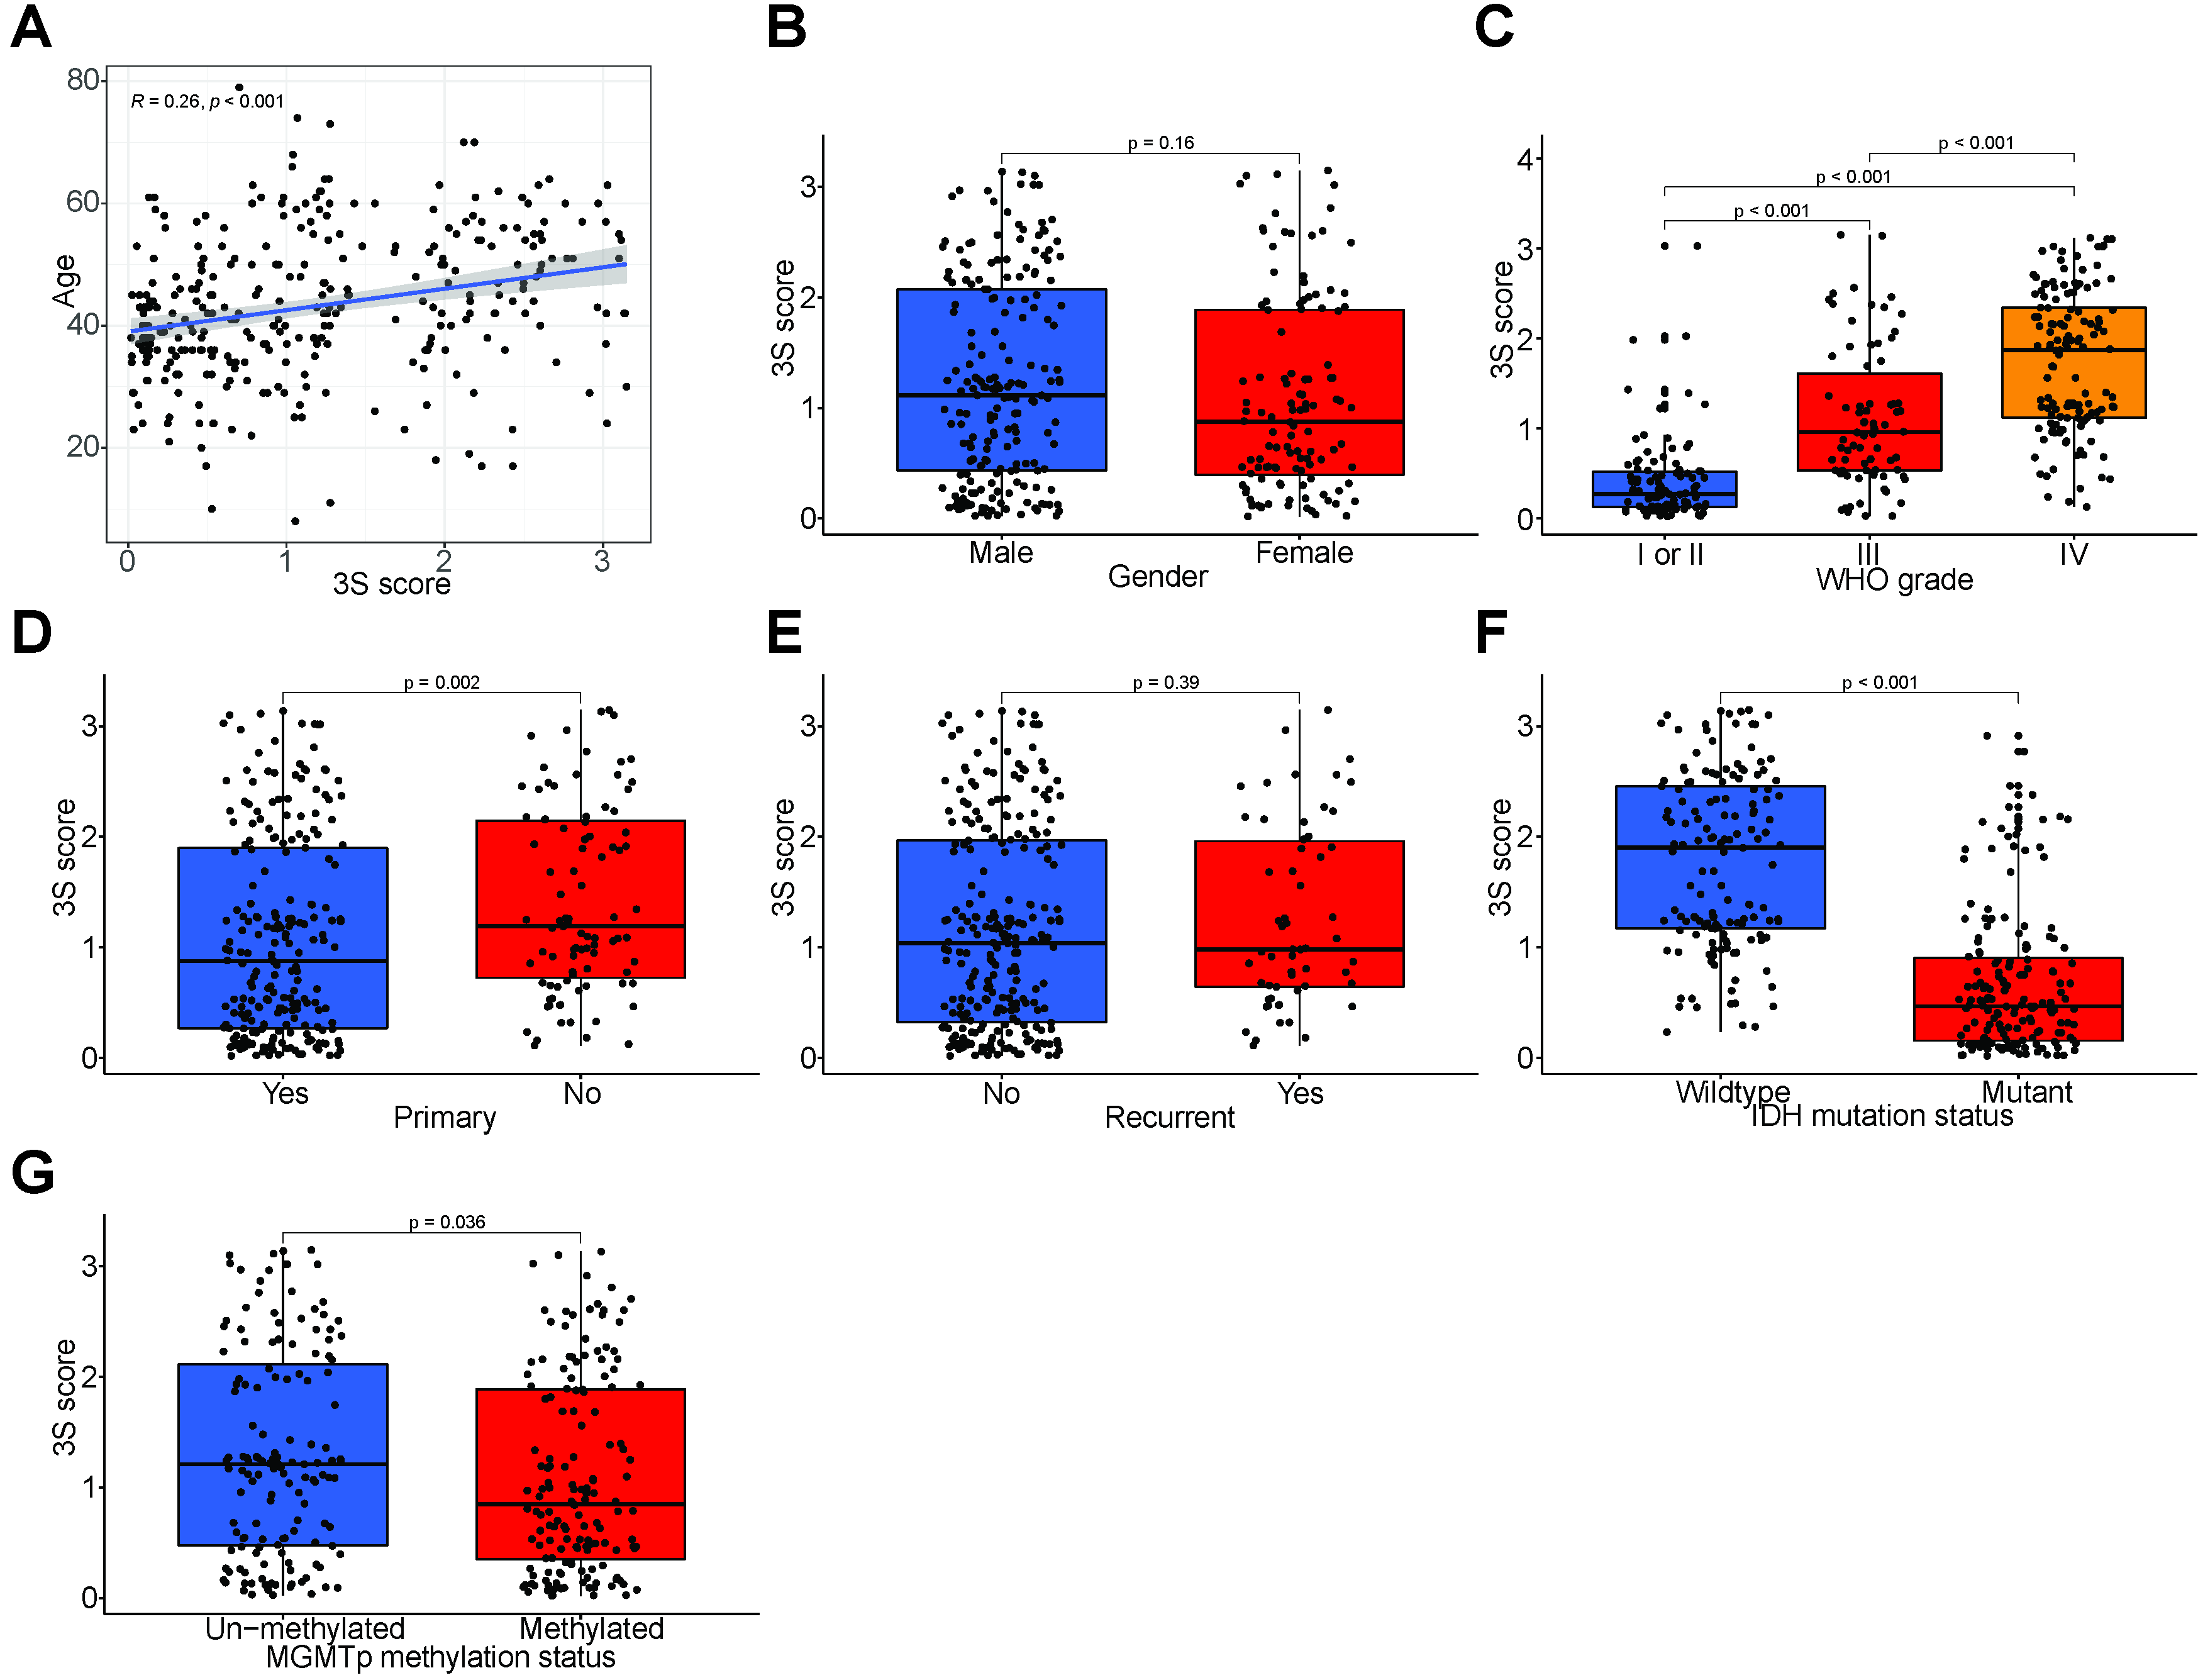 A
80
60
40
20
Age
R = 0.26, p < 0.001
0 1 2 3
3S score
B
p = 0.16
3
2
1
0
3S score
Male Female
Gender
C
p < 0.001
p < 0.001
p < 0.001
4
3
2
1
0
3S score
I or II III IV
WHO grade
D
p = 0.002
3
2
1
0
3S score
Yes No
Primary
E
p = 0.39
3
2
1
0
3S score
No Yes
Recurrent
F
p < 0.001
3
2
1
0
3S score
Wildtype Mutant
IDH mutation status
G
p = 0.036
3
2
1
0
3S score
Un−methylated Methylated
MGMTp methylation status